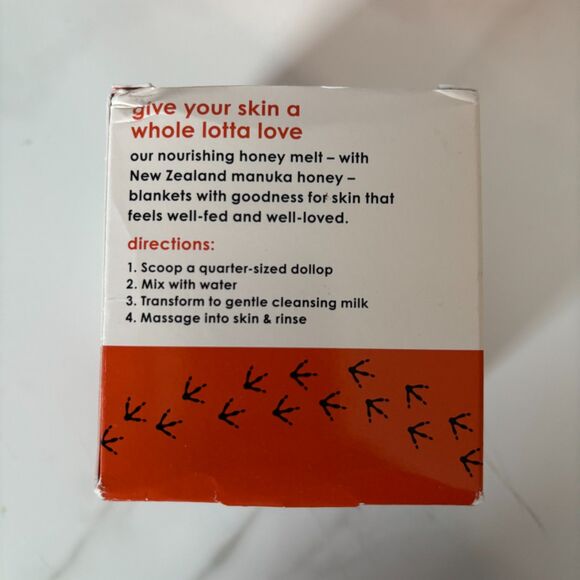 give your skin a
whole lotta love
our nourishing honey melt – with
New Zealand manuka honey –
blankets with goodness for skin that
feels well-fed and well-loved.
directions:
1. Scoop a quarter-sized dollop
2. Mix with water
3. Transform to gentle cleansing milk
4. Massage into skin & rinse